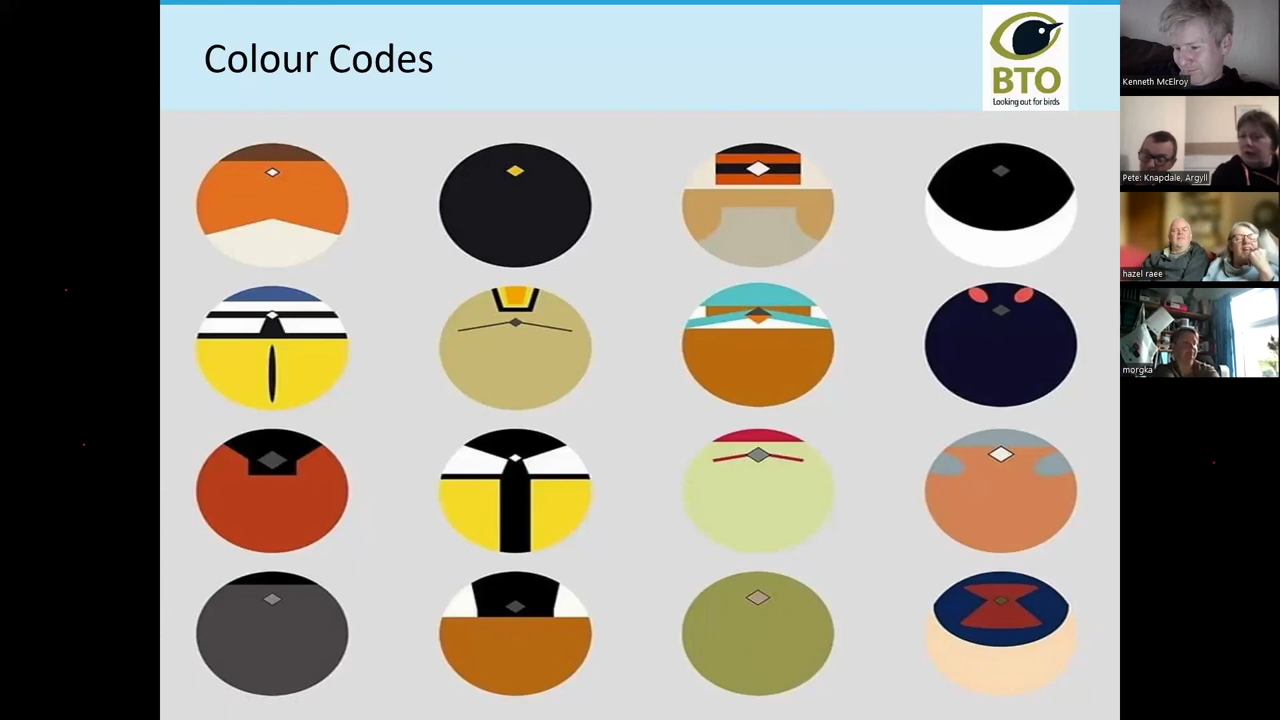 Colour Codes
BTO
Looking out for birds
Kenneth McElroy
Pete: Knapdale, Argyll
hazel raee
morgka